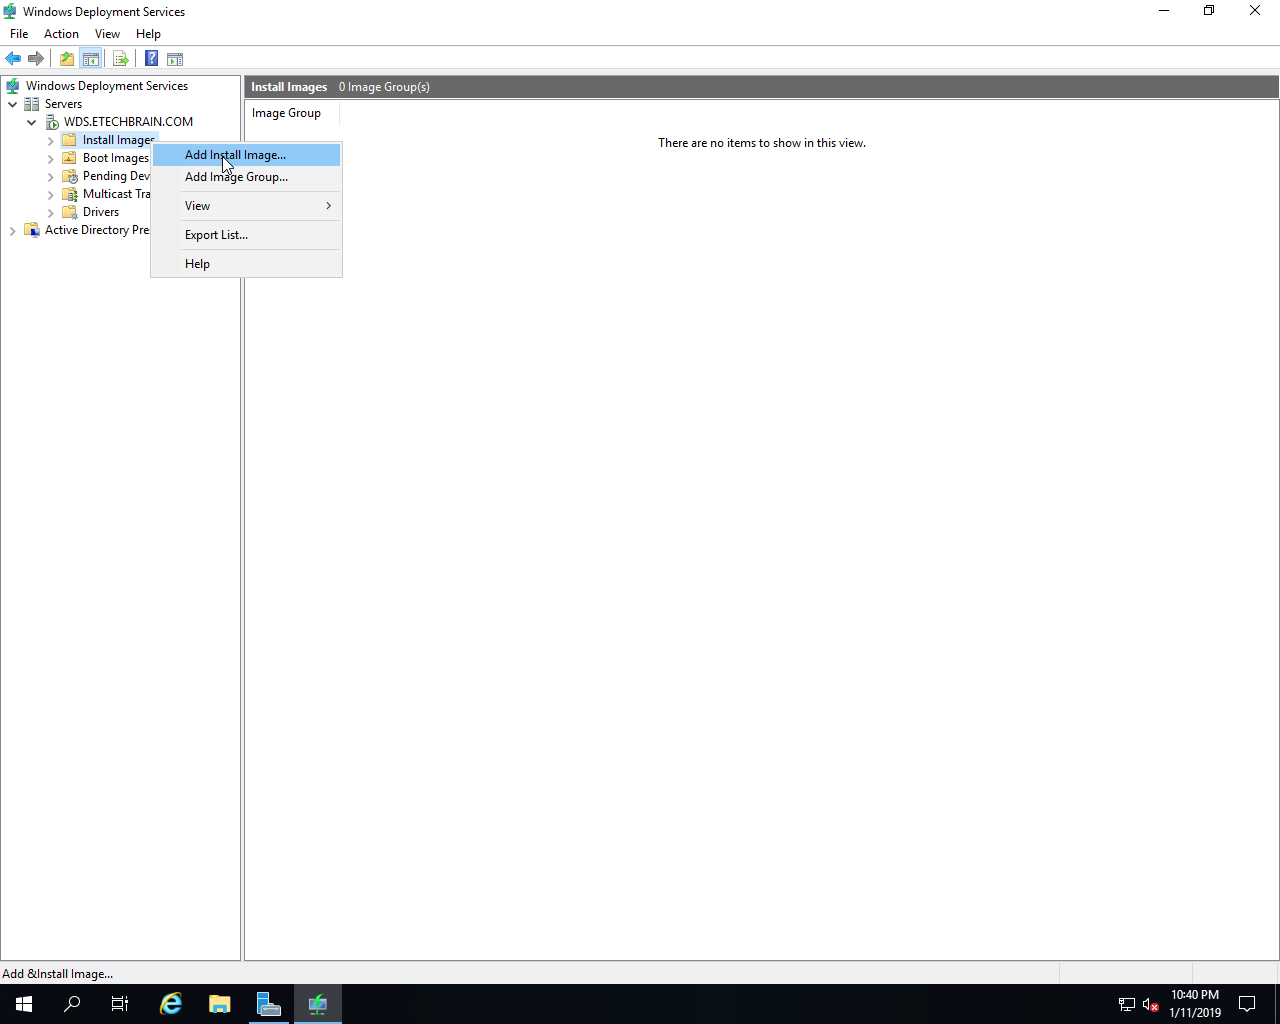 Windows Deployment Services
File Action View Help
Windows Deployment Services
Servers
WDS.ETECHBRAIN.COM
Install Images
Boot Images
Pending Dev
Multicast Tra
Drivers
Active Directory Pre
Add Install Image...
Add Image Group...
View
Export List...
Help
Install Images 0 Image Group(s)
Image Group
There are no items to show in this view.
Add &Install Image...
10:40 PM
1/11/2019